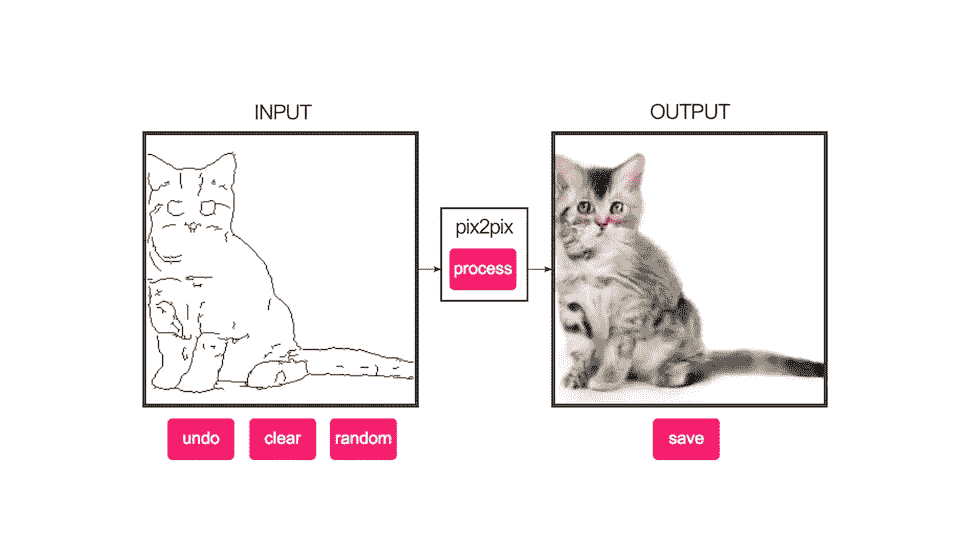 INPUT
OUTPUT
pix2pix
process
undo
clear
random
save